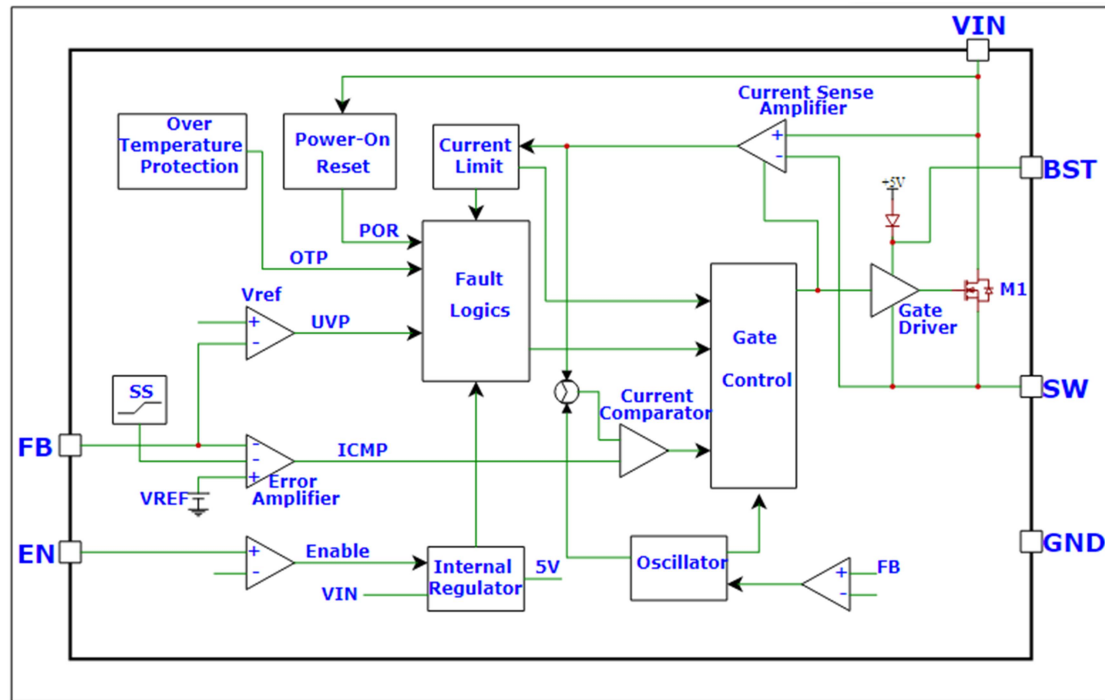 VIN
Current Sense
Amplifier
+
-
Over
Temperature
Protection
Power-On
Reset
Current
Limit
BST
+5V
POR
OTP
Fault
Logics
Vref
+
-
UVP
M1
Gate
Driver
Gate
Control
SS
Current
Comparator
SW
FB
-
-
+
ICMP
Error
Amplifier
VREF
EN
+
-
Enable
VIN
Internal
Regulator
5V
Oscillator
+
-
FB
GND